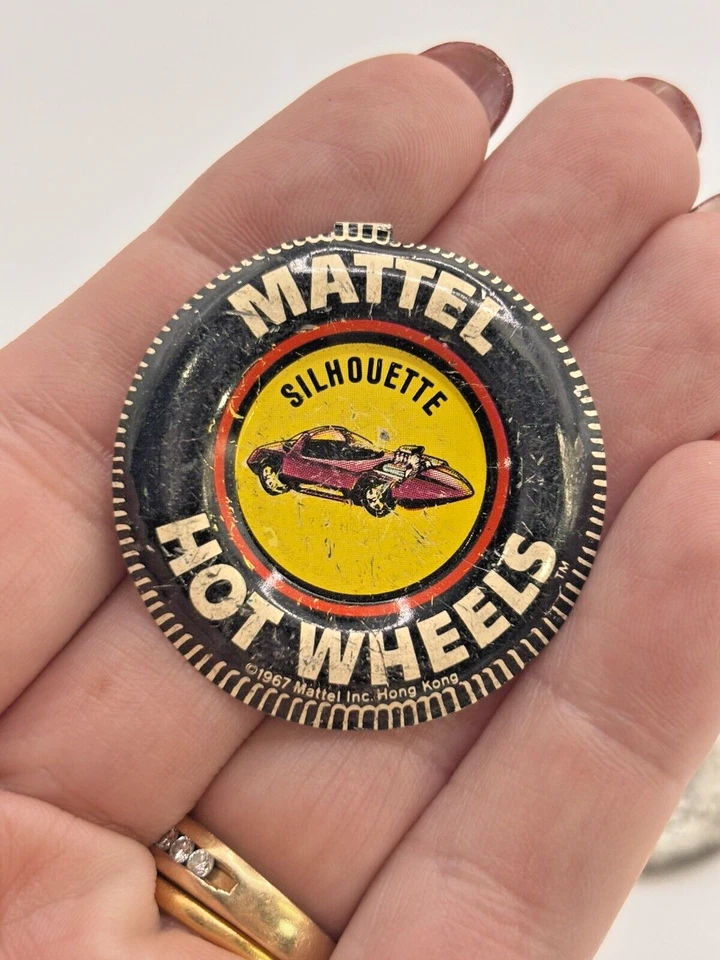 MATTEL
SILHOUETTE
HOT WHEELS™
©1967 Mattel Inc. Hong Kong